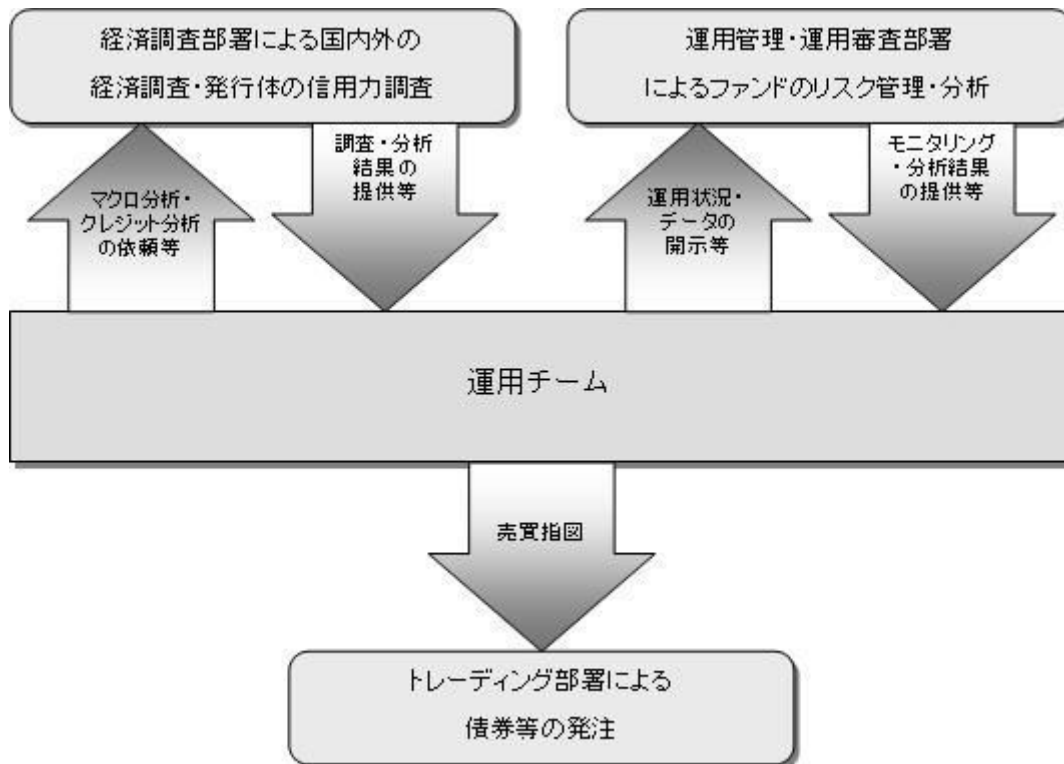 経済調査部署による国内外の
経済調査・発行体の信用力調査
運用管理・運用審査部署
によるファンドのリスク管理・分析
マクロ分析・
クレジット分析
の依頼等
調査・分析
結果の
提供等
運用状況・
データの
開示等
モニタリング
・分析結果
の提供等
運用チーム
売買指図
トレーディング部署による
債券等の発注